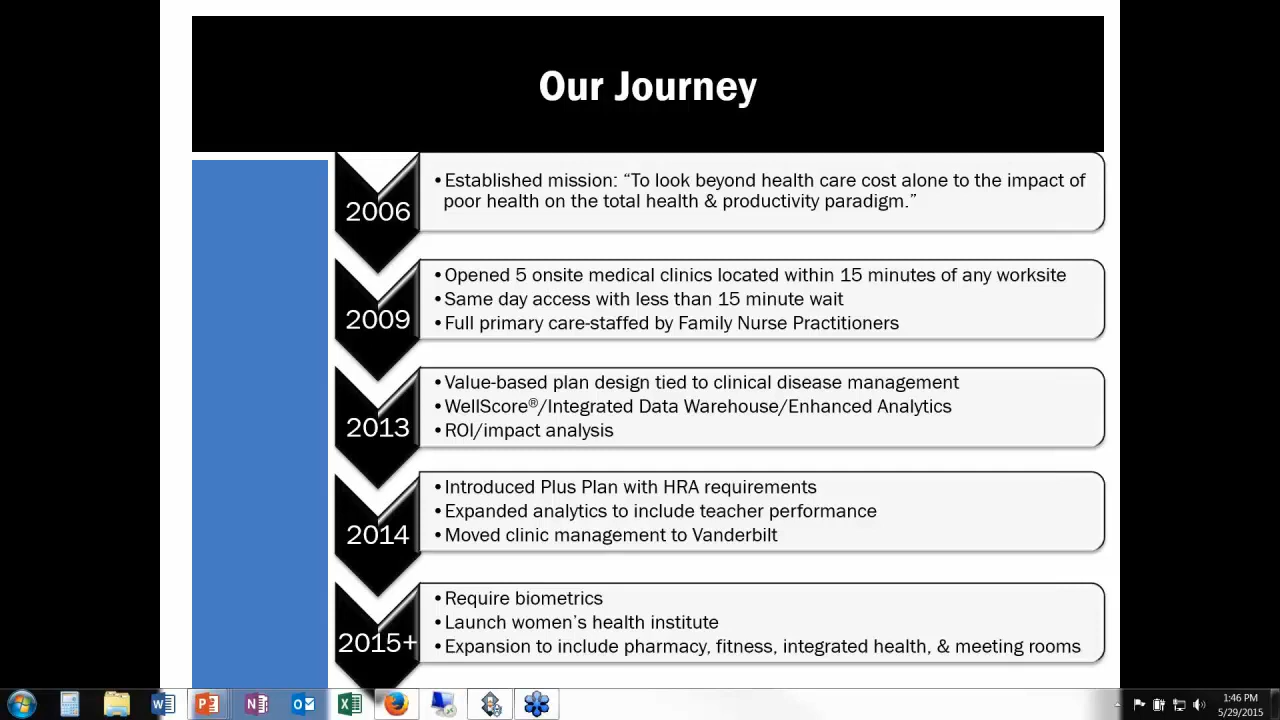 Our Journey
2006
•Established mission: “To look beyond health care cost alone to the impact of
poor health on the total health & productivity paradigm.”
2009
•Opened 5 onsite medical clinics located within 15 minutes of any worksite
•Same day access with less than 15 minute wait
•Full primary care-staffed by Family Nurse Practitioners
2013
•Value-based plan design tied to clinical disease management
•WellScore®/Integrated Data Warehouse/Enhanced Analytics
•ROI/impact analysis
2014
•Introduced Plus Plan with HRA requirements
•Expanded analytics to include teacher performance
•Moved clinic management to Vanderbilt
2015+
•Require biometrics
•Launch women’s health institute
•Expansion to include pharmacy, fitness, integrated health, & meeting rooms
1:46 PM
5/29/2015